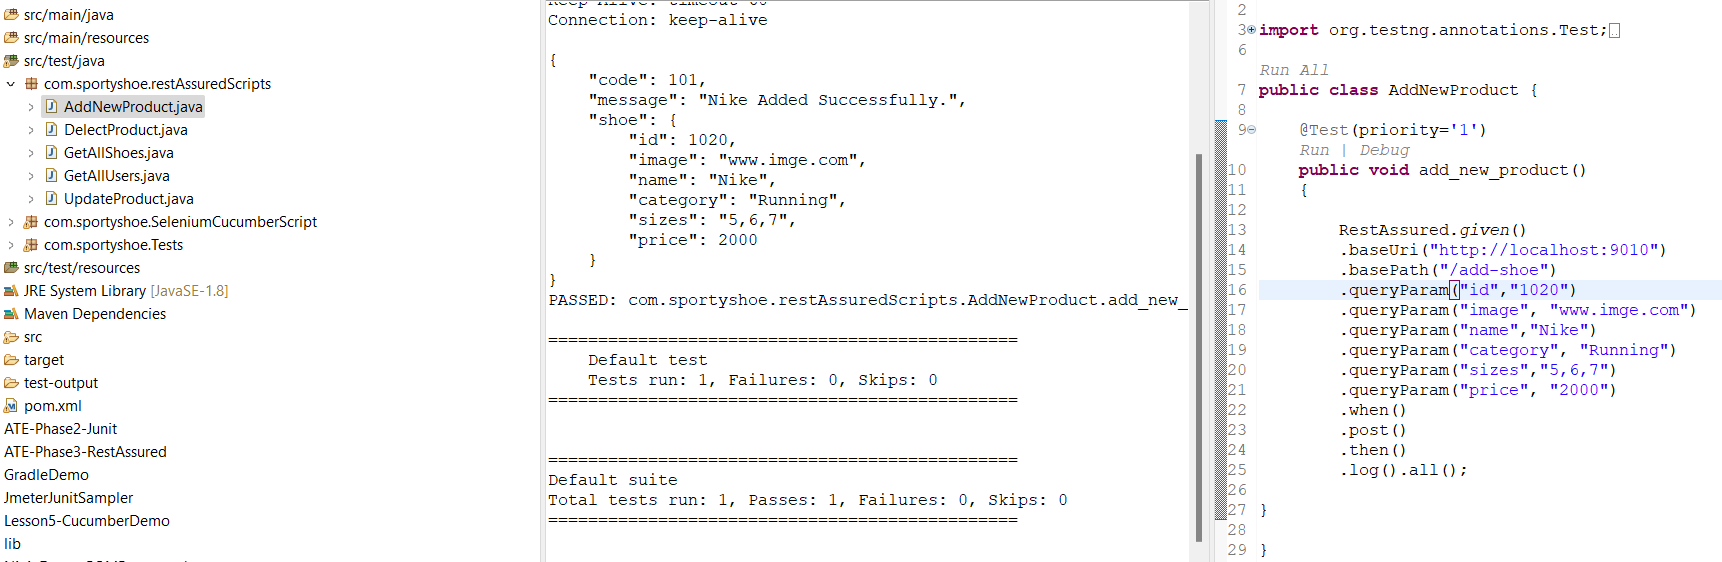 src/main/java
src/main/resources
src/test/java
com.sportyshoe.restAssuredScripts
AddNewProduct.java
DelectProduct.java
GetAllShoes.java
GetAllUsers.java
UpdateProduct.java
com.sportyshoe.SeleniumCucumberScript
com.sportyshoe.Tests
src/test/resources
JRE System Library [JavaSE-1.8]
Maven Dependencies
src
target
test-output
pom.xml
ATE-Phase2-Junit
ATE-Phase3-RestAssured
GradleDemo
JmeterJunitSampler
Lesson5-CucumberDemo
lib
Keep-Alive: timeout=60
Connection: keep-alive
{
"code": 101,
"message": "Nike Added Successfully.",
"shoe": {
"id": 1020,
"image": "www.imge.com",
"name": "Nike",
"category": "Running",
"sizes": "5,6,7",
"price": 2000
}
}
PASSED: com.sportyshoe.restAssuredScripts.AddNewProduct.add_new_
===============================================
Default test
Tests run: 1, Failures: 0, Skips: 0
===============================================
===============================================
Default suite
Total tests run: 1, Passes: 1, Failures: 0, Skips: 0
===============================================
2
3 import org.testng.annotations.Test;
6
Run All
7 public class AddNewProduct {
8
9 @Test(priority='1')
Run | Debug
10 public void add_new_product()
11 {
12
13 RestAssured.given()
14 .baseUri("http://localhost:9010")
15 .basePath("/add-shoe")
16 .queryParam("id","1020")
17 .queryParam("image", "www.imge.com")
18 .queryParam("name","Nike")
19 .queryParam("category", "Running")
20 .queryParam("sizes","5,6,7")
21 .queryParam("price", "2000")
22 .when()
23 .post()
24 .then()
25 .log().all();
26
27 }
28
29 }